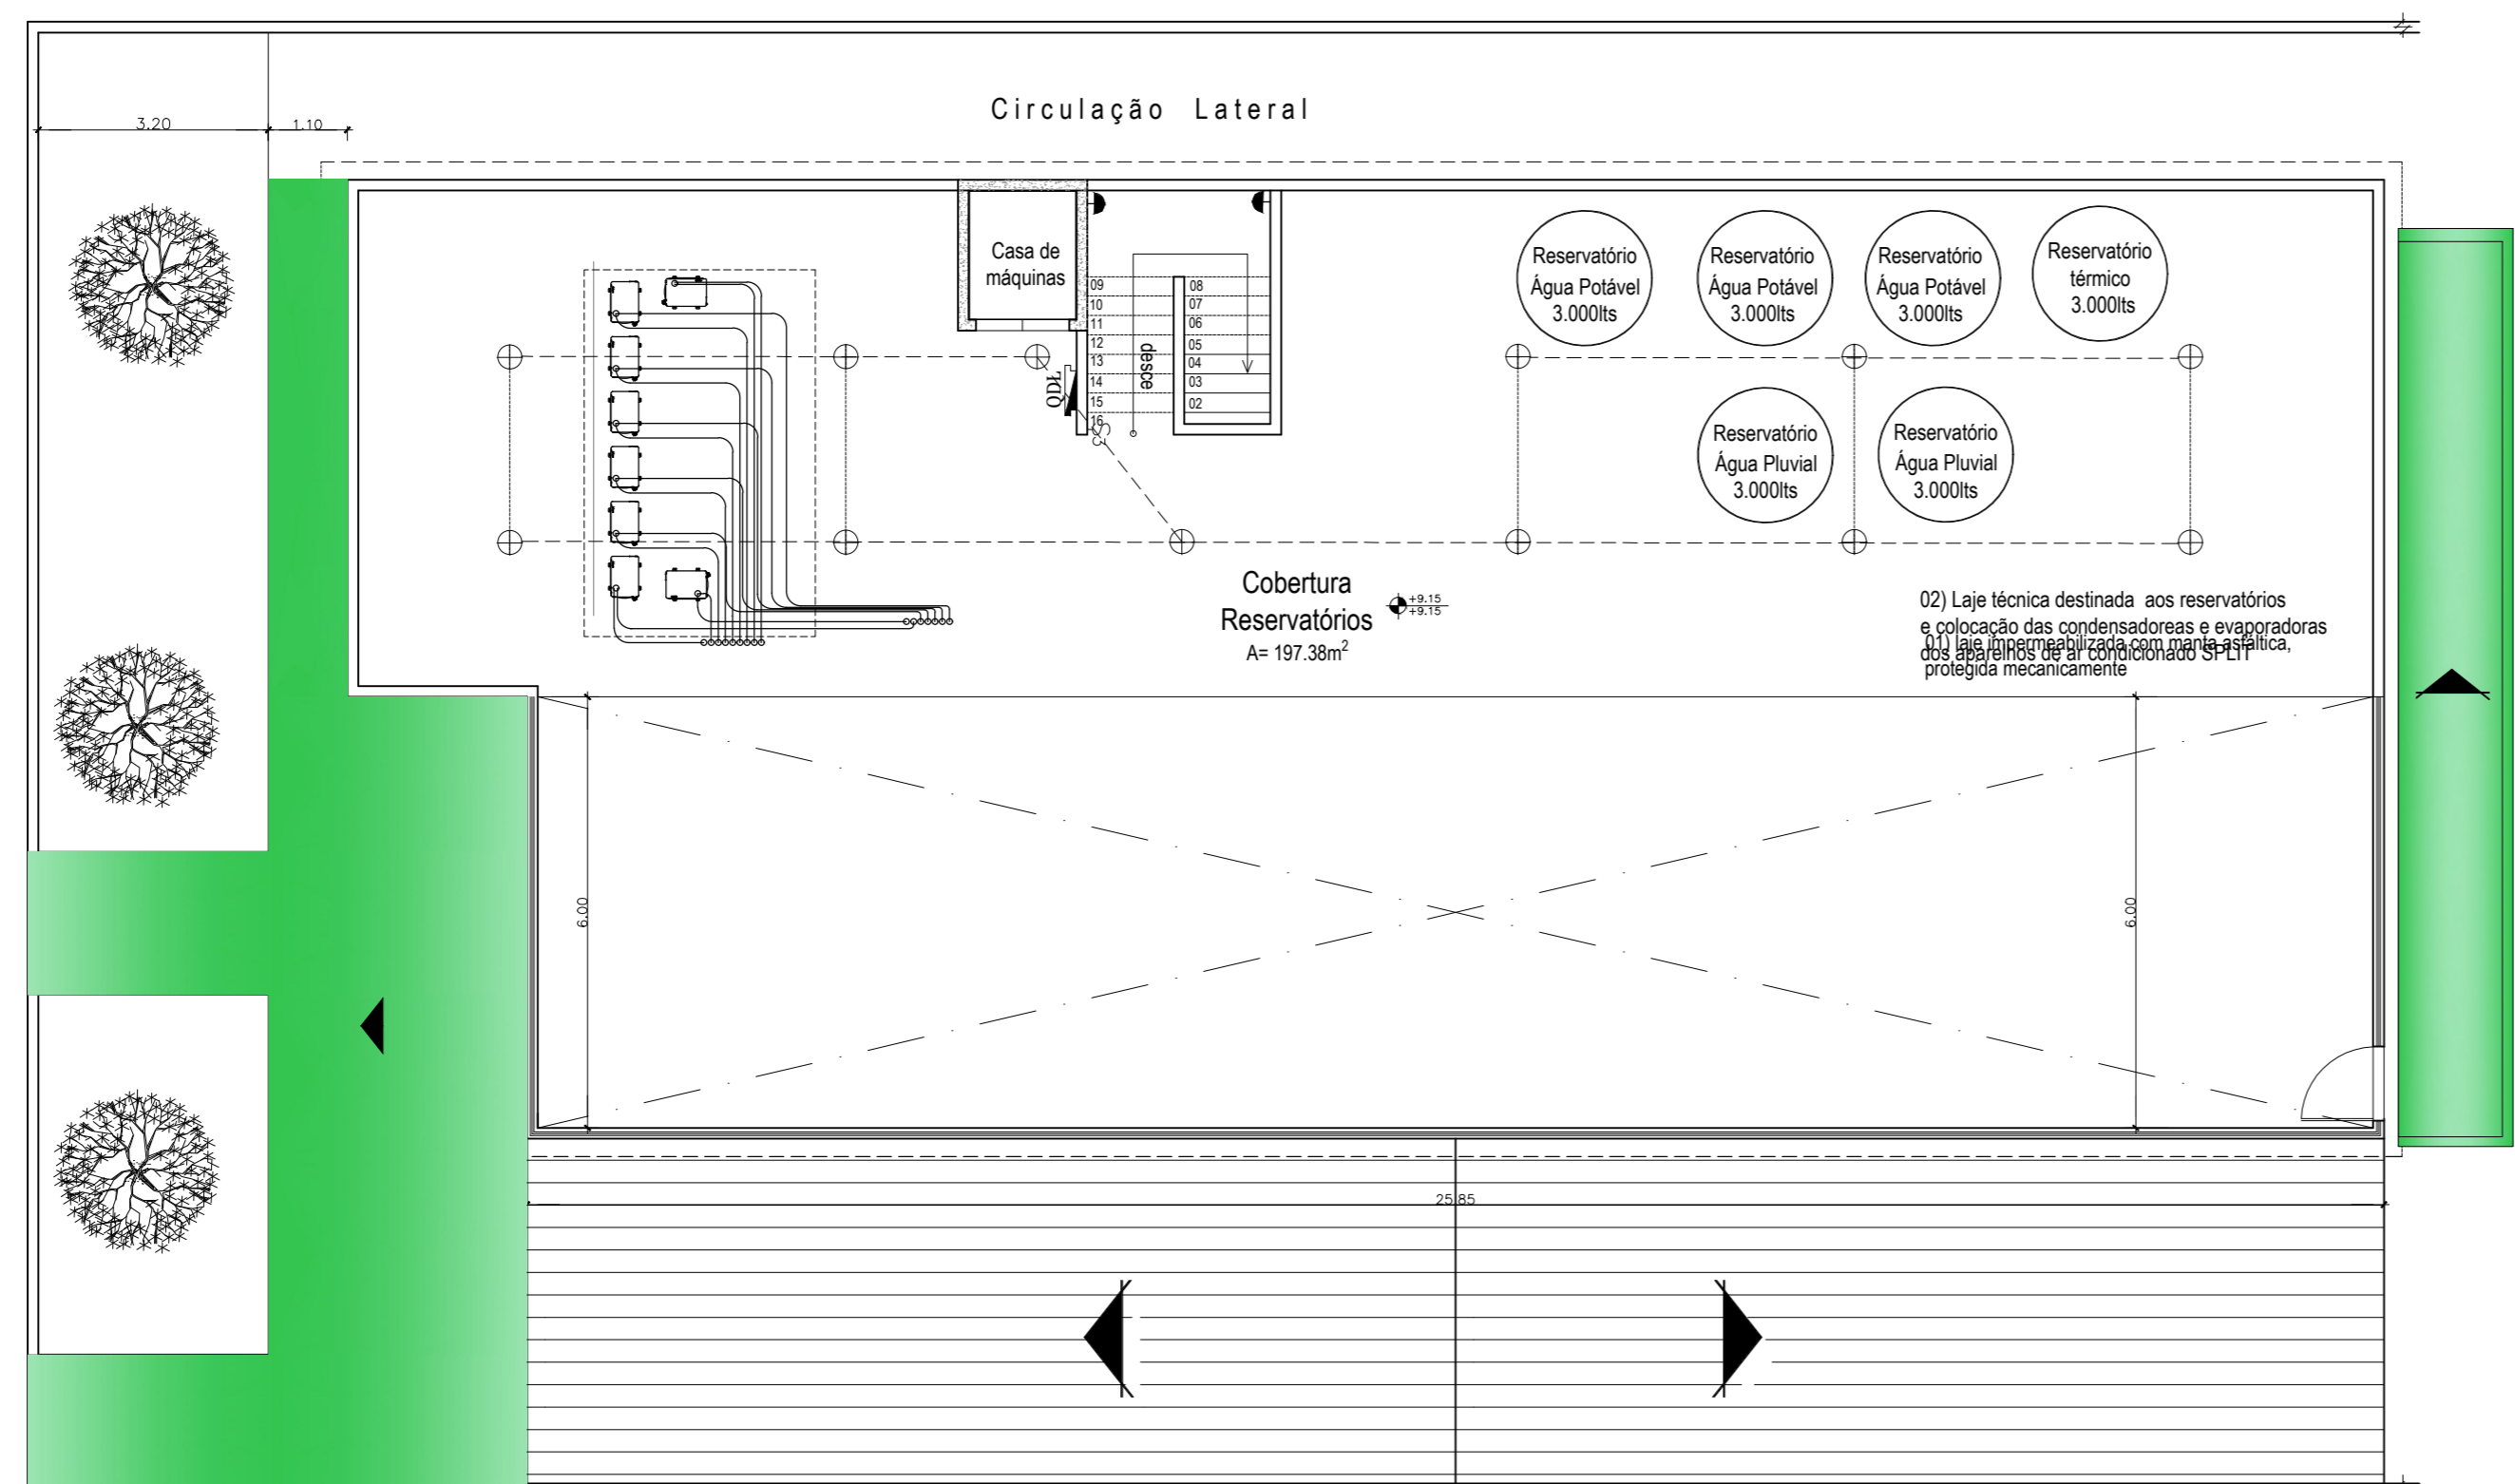 Circulação Lateral
3.20
1.10
Casa de
máquinas
Reservatório
Água Potável
3.000lts
Reservatório
Água Potável
3.000lts
Reservatório
Água Potável
3.000lts
Reservatório
térmico
3.000lts
09
10
11
12
13
14
15
16
desce
08
07
06
05
04
03
02
QDL
Reservatório
Água Pluvial
3.000lts
Reservatório
Água Pluvial
3.000lts
Cobertura
Reservatórios
A= 197.38m²
+9.15
+9.15
02) Laje técnica destinada aos reservatórios
e colocação das condensadoreas e evaporadoras
dos aparelhos de ar condicionado SPLIT
01) laje impermeabilizada com manta asfáltica,
protegida mecanicamente
6.00
6.00
25.85